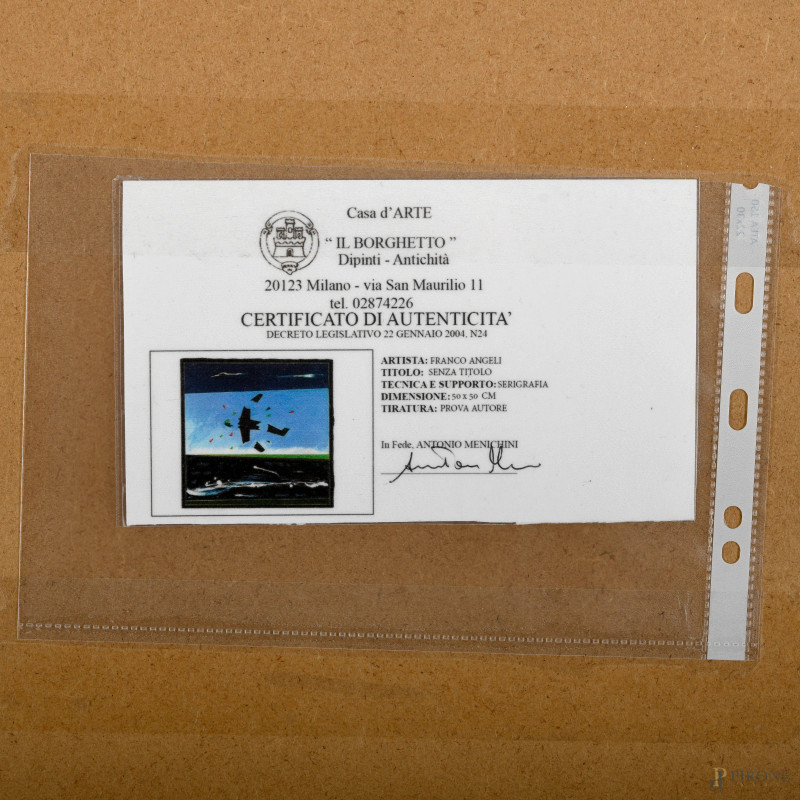 Casa d'ARTE
“ IL BORGHETTO ”
Dipinti - Antichità
20123 Milano - via San Maurilio 11
tel. 02874226
CERTIFICATO DI AUTENTICITA'
DECRETO LEGISLATIVO 22 GENNAIO 2004, N24
ARTISTA: FRANCO ANGELI
TITOLO: SENZA TITOLO
TECNICA E SUPPORTO: SERIGRAFIA
DIMENSIONE: 50 x 50 CM
TIRATURA: PROVA AUTORE
In Fede, ANTONIO MENICHINI